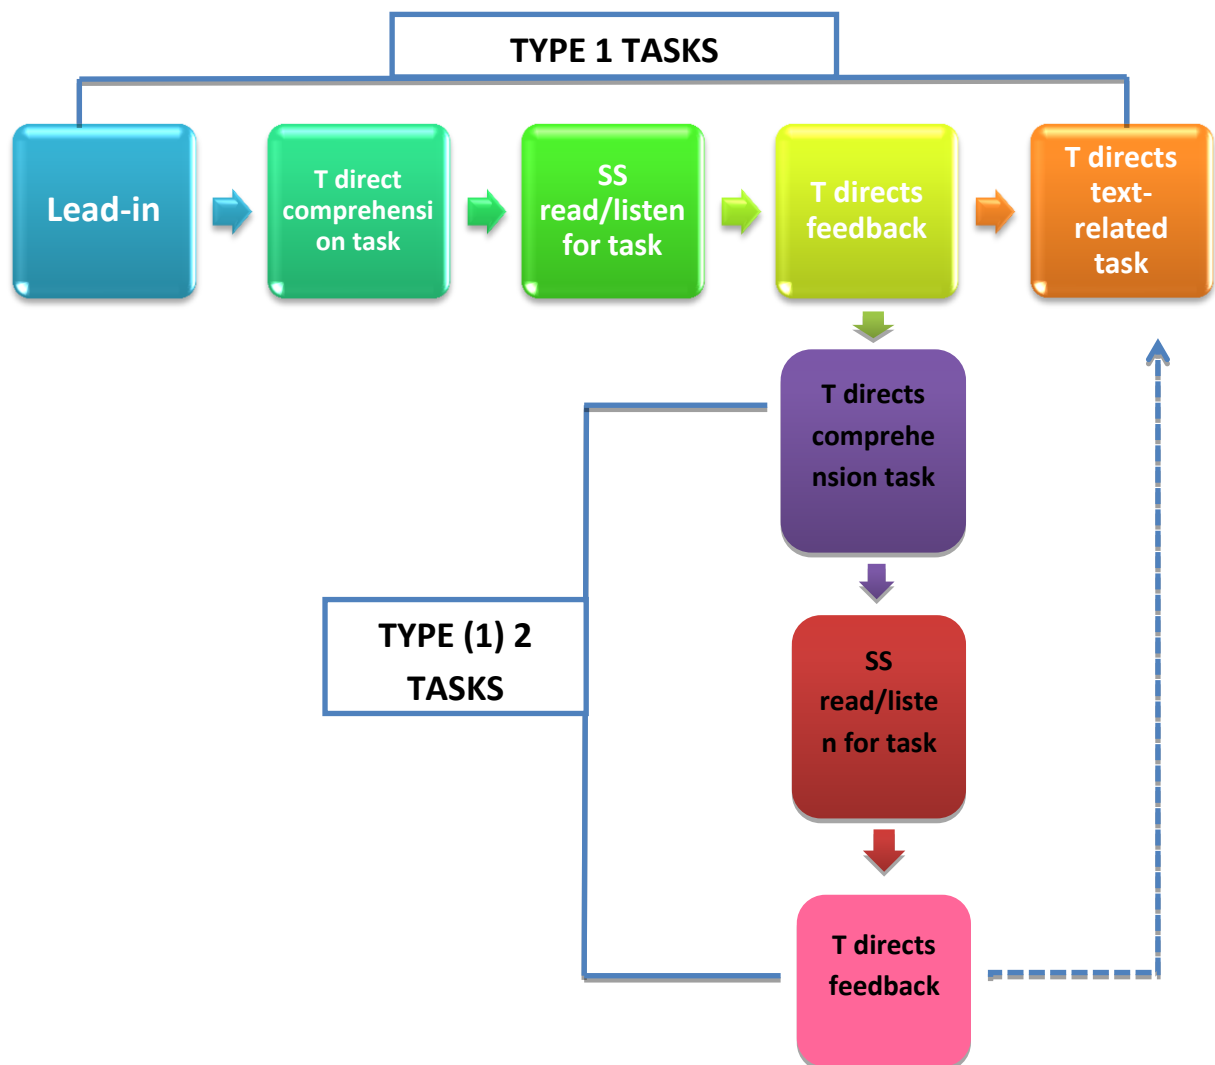 TYPE 1 TASKS
Lead-in
T direct
comprehensi
on task
SS
read/listen
for task
T directs
feedback
T directs
text-
related
task
T directs
comprehe
nsion task
TYPE (1) 2
TASKS
SS
read/liste
n for task
T directs
feedback